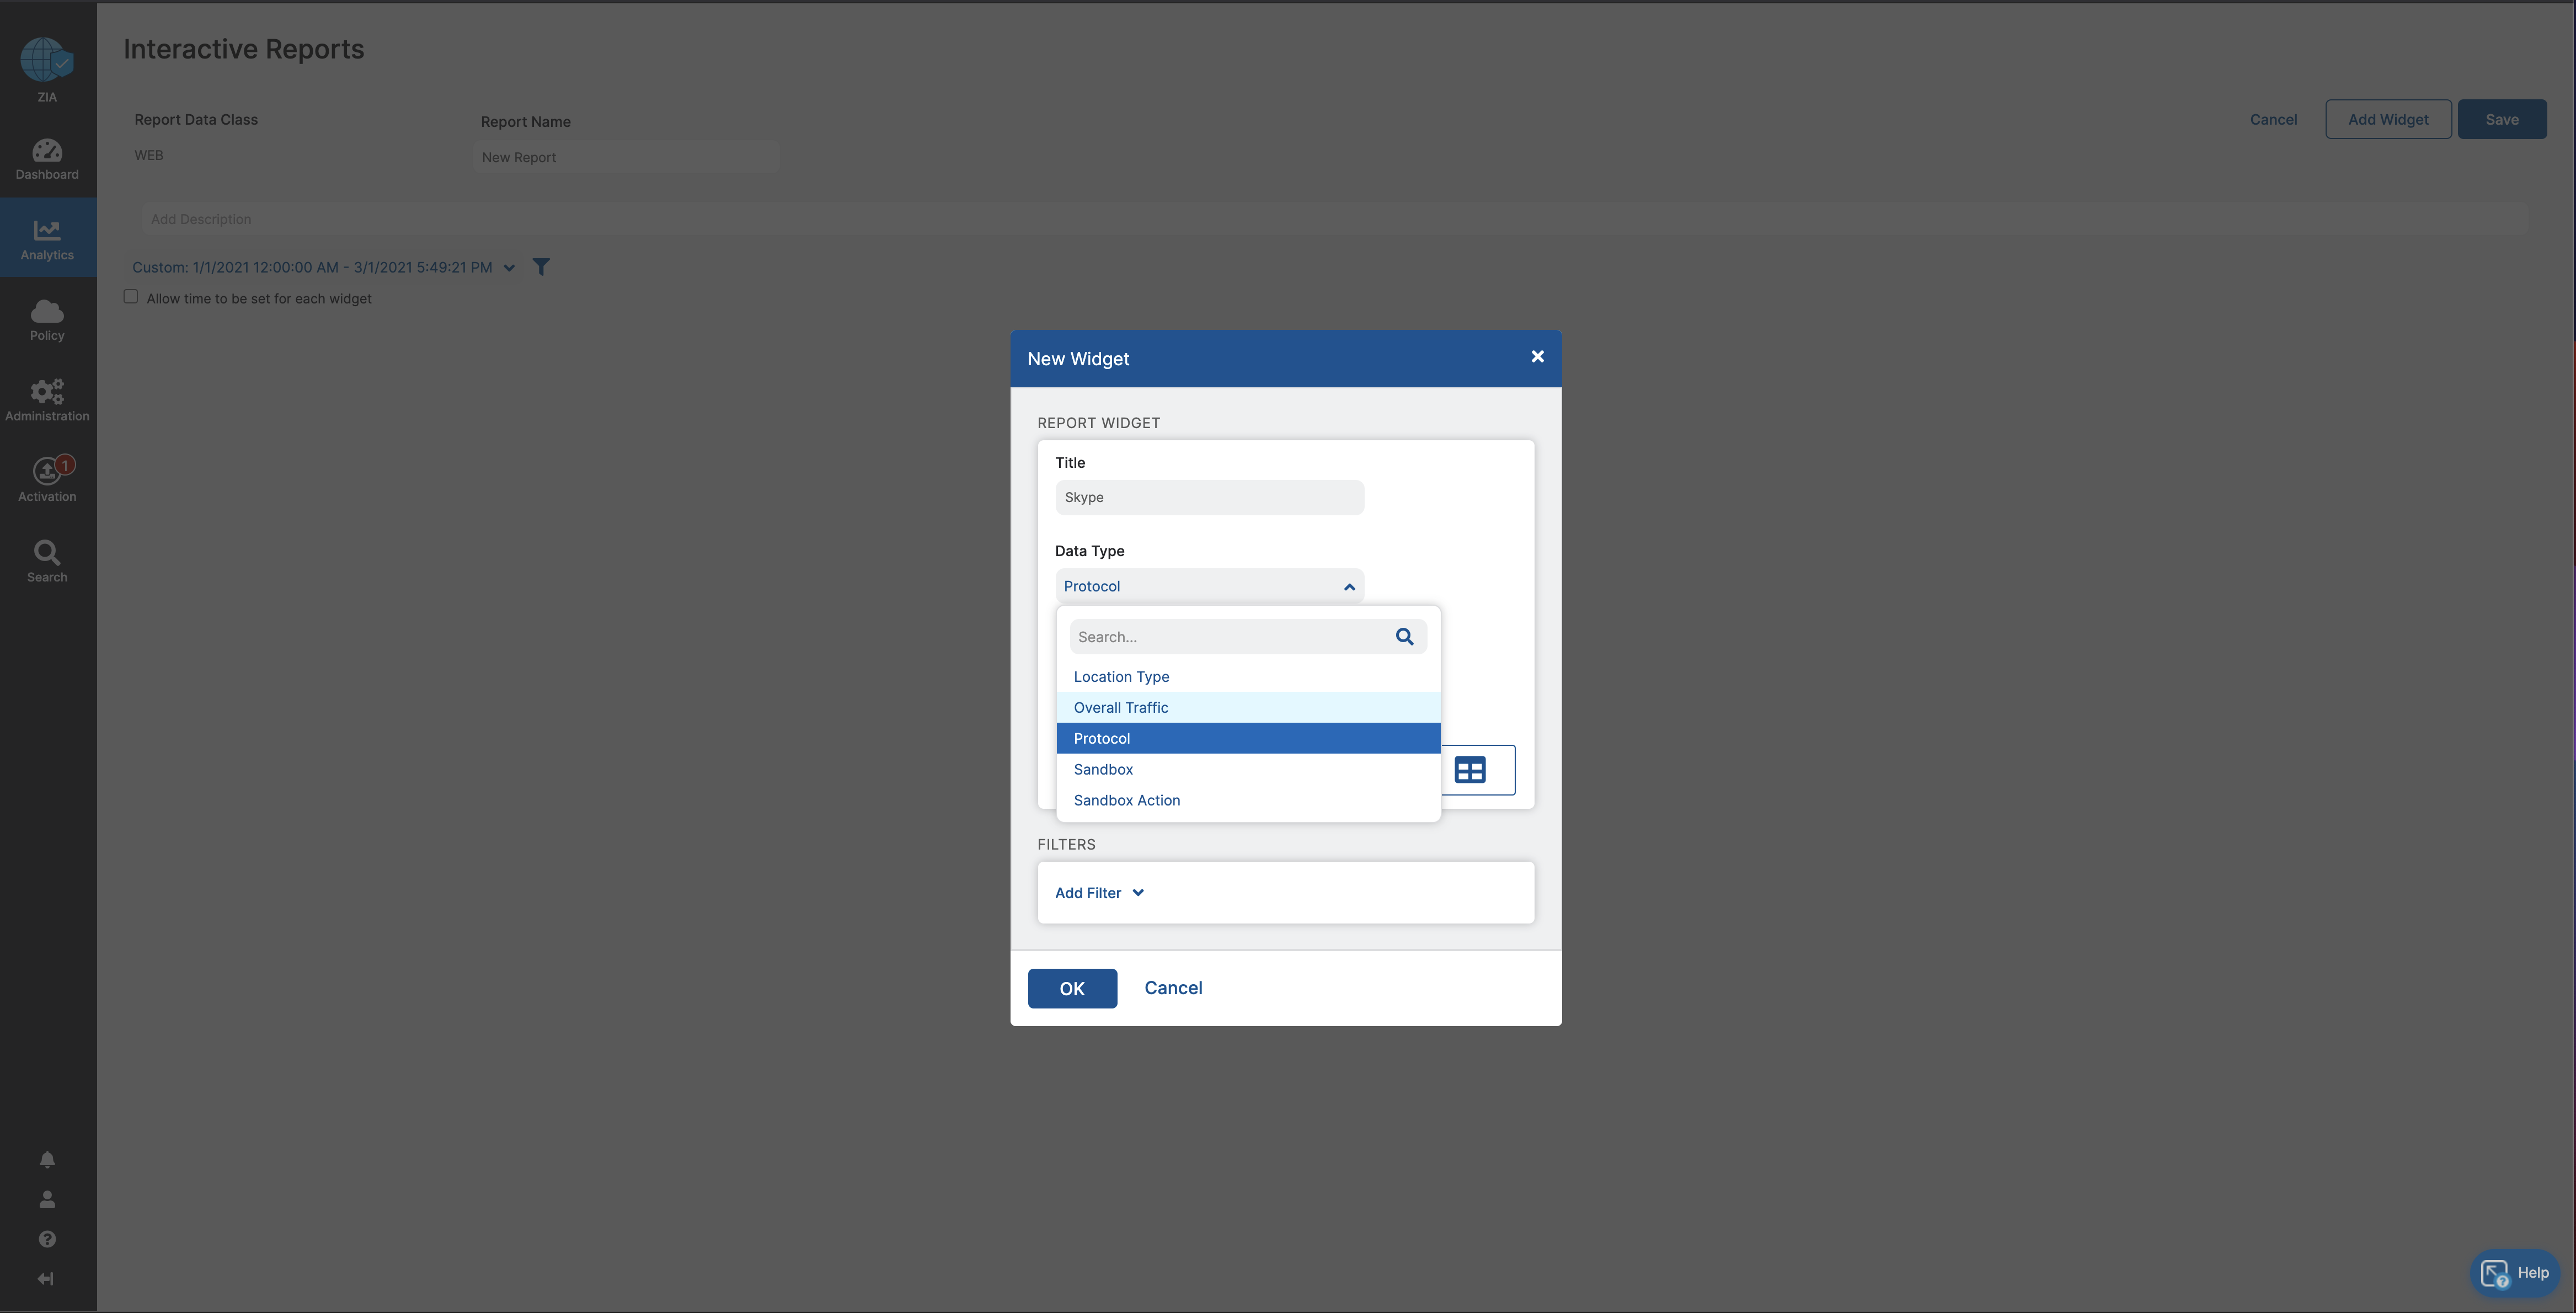 Interactive Reports
ZIA
Report Data Class
Report Name
Cancel
Add Widget
Save
WEB
New Report
Dashboard
Add Description
Analytics
Custom: 1/1/2021 12:00:00 AM - 3/1/2021 5:49:21 PM
Allow time to be set for each widget
Policy
Administration
1
Activation
Search
New Widget
REPORT WIDGET
Title
Skype
Data Type
Protocol
Search...
Location Type
Overall Traffic
Protocol
Sandbox
Sandbox Action
FILTERS
Add Filter
OK
Cancel
Help